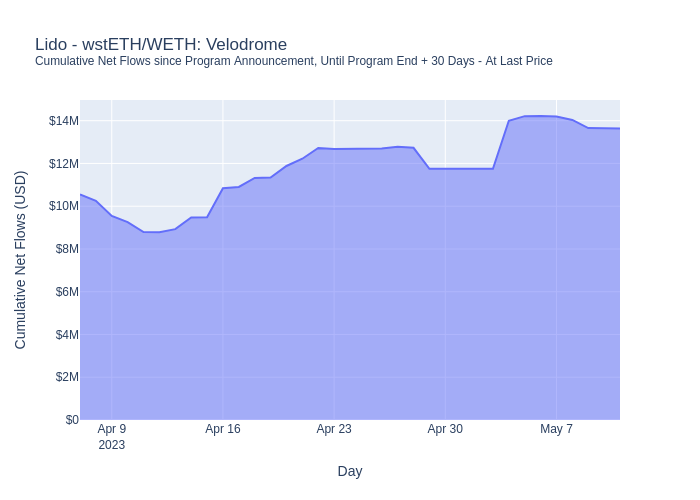 Lido - wstETH/WETH: Velodrome
Cumulative Net Flows since Program Announcement, Until Program End + 30 Days - At Last Price
Cumulative Net Flows (USD)
$14M
$12M
$10M
$8M
$6M
$4M
$2M
$0
Apr 9
2023
Apr 16
Apr 23
Apr 30
May 7
Day